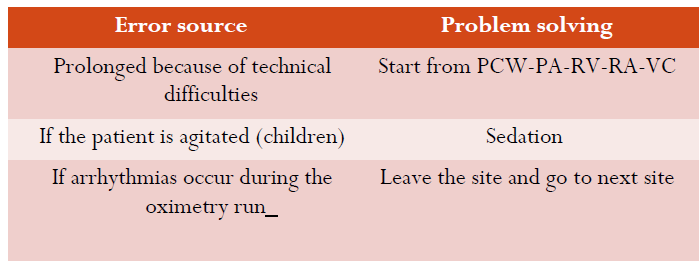 Error source Problem solving
Prolonged because of technical Start from PCW-PA-RV-RA-VC
difficulties
If the patient is agitated (children) Sedation
If arrhythmias occur during the Leave the site and go to next site
oximetry run_